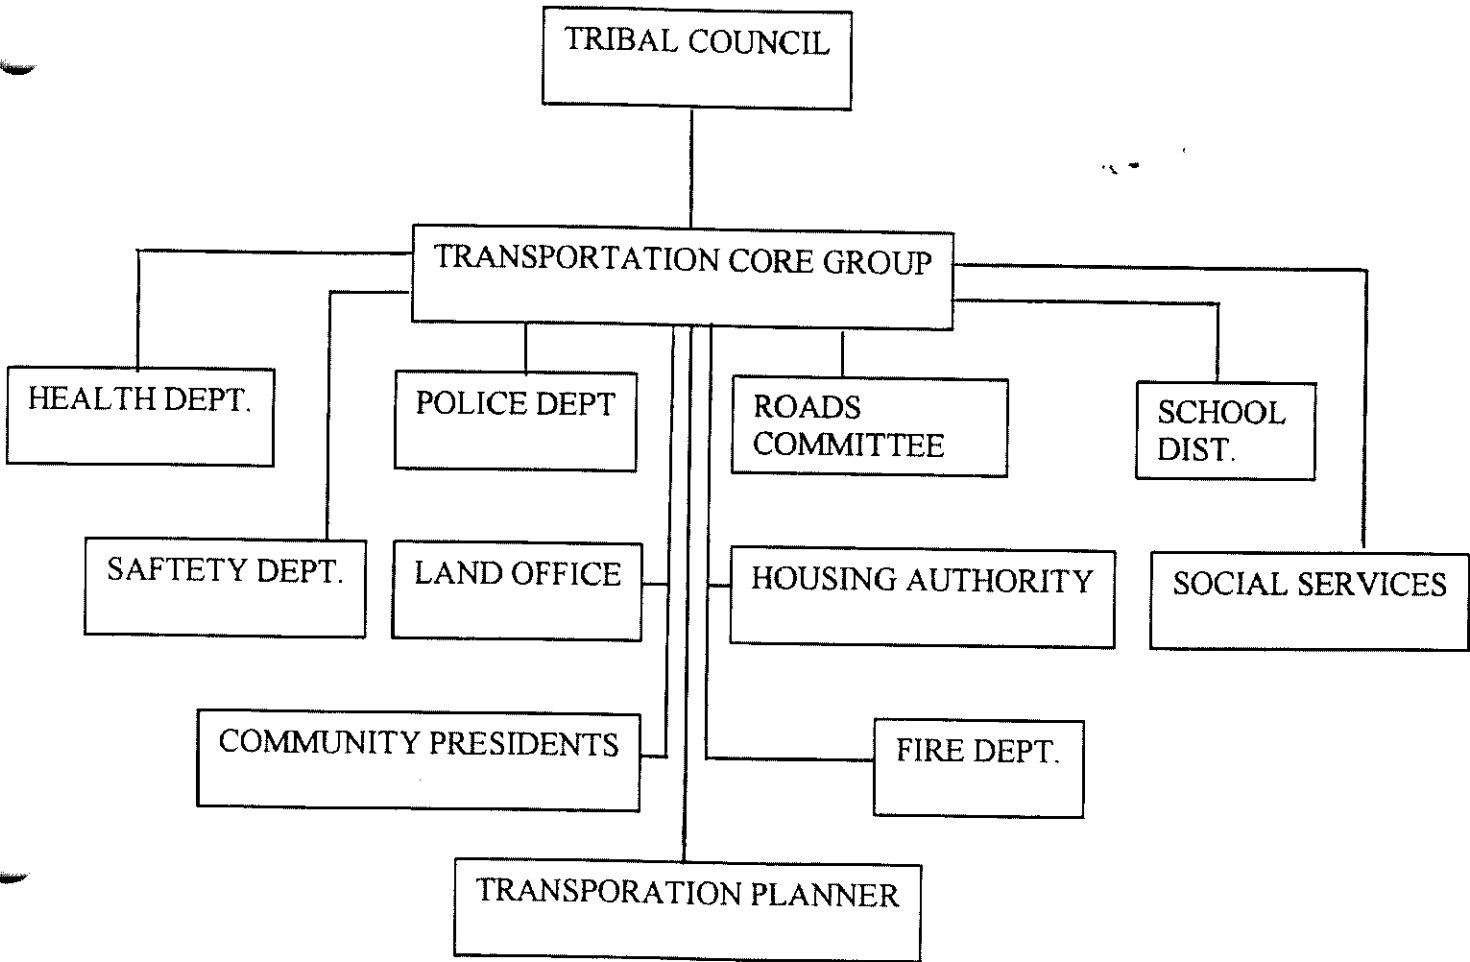 TRIBAL COUNCIL
TRANSPORTATION CORE GROUP
HEALTH DEPT.
POLICE DEPT
ROADS
COMMITTEE
SCHOOL
DIST.
SAFTETY DEPT.
LAND OFFICE
HOUSING AUTHORITY
SOCIAL SERVICES
COMMUNITY PRESIDENTS
FIRE DEPT.
TRANSPORATION PLANNER